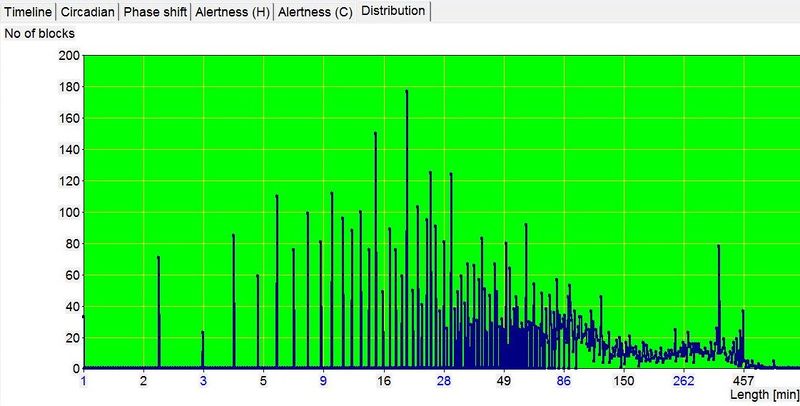 Timeline Circadian Phase shift Alertness (H) Alertness (C) Distribution
No of blocks
200
180
160
140
120
100
80
60
40
20
0
1 2 3 5 9 16 28 49 86 150 262 457
Length [min]